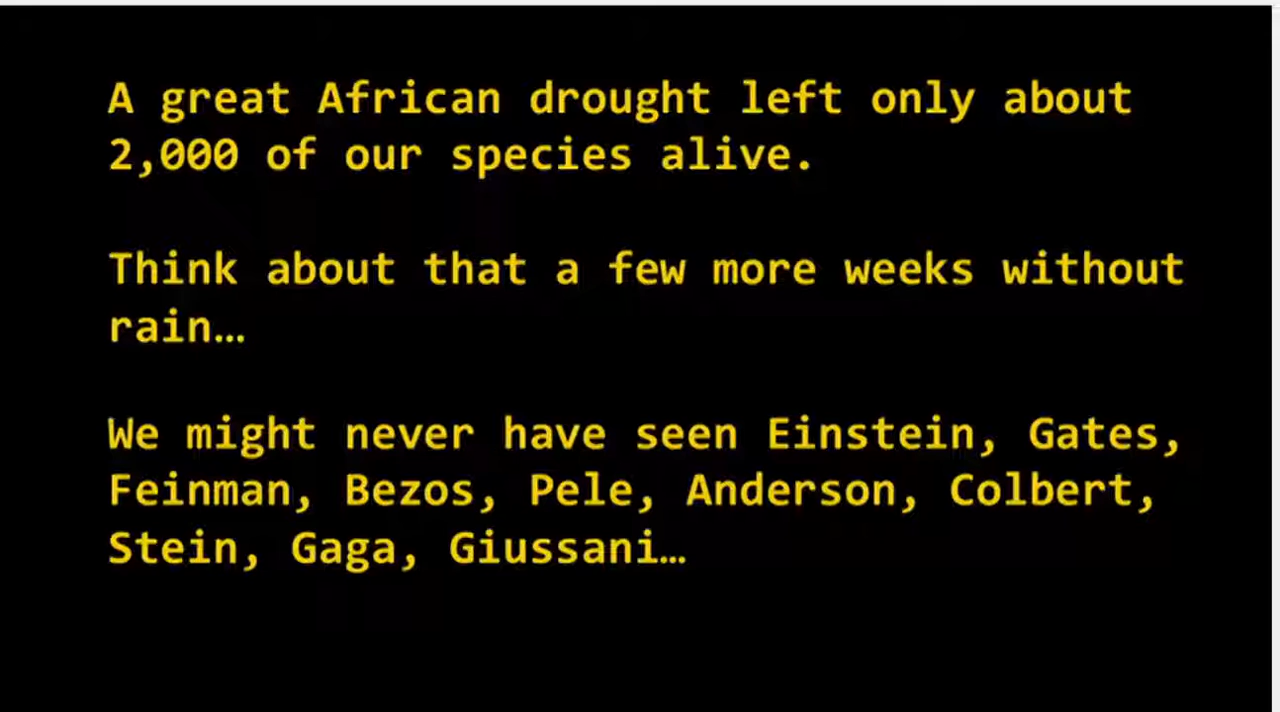 A great African drought left only about
2,000 of our species alive.
Think about that a few more weeks without
rain…
We might never have seen Einstein, Gates,
Feinman, Bezos, Pele, Anderson, Colbert,
Stein, Gaga, Giussani…